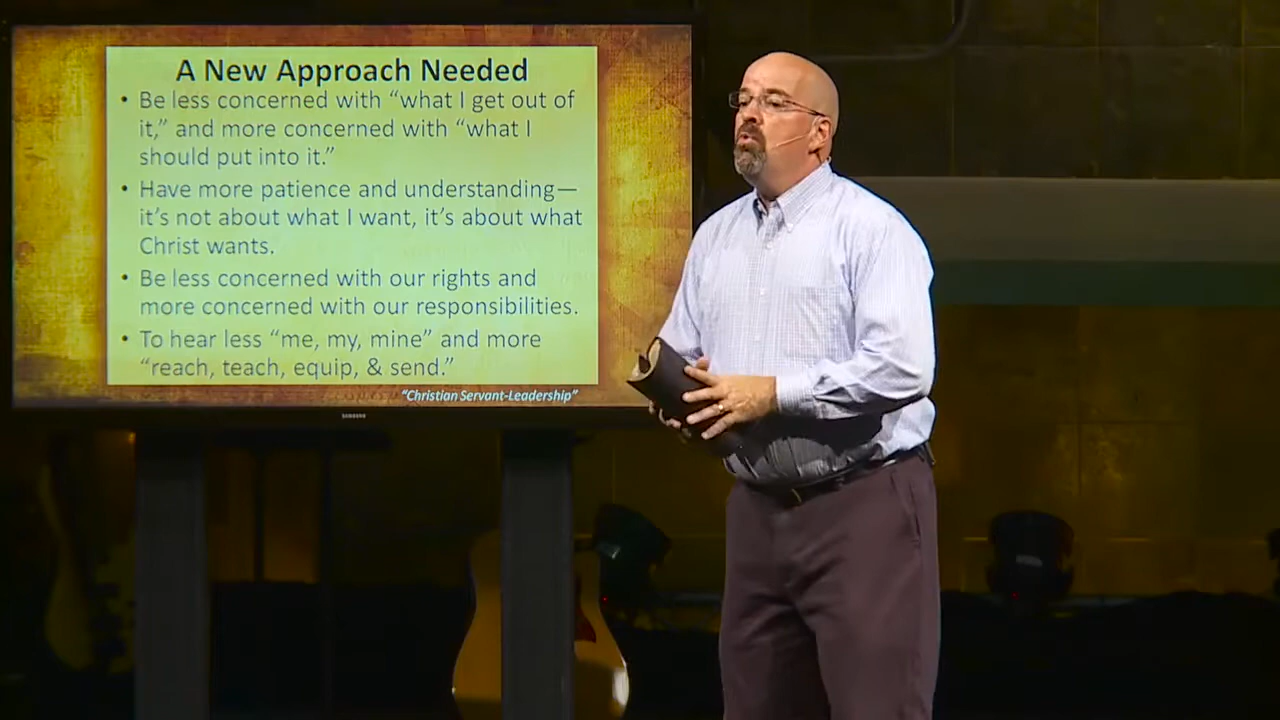 A New Approach Needed
• Be less concerned with “what I get out of
it,” and more concerned with “what I
should put into it.”
• Have more patience and understanding—
it’s not about what I want, it’s about what
Christ wants.
• Be less concerned with our rights and
more concerned with our responsibilities.
• To hear less “me, my, mine” and more
“reach, teach, equip, & send.”
“Christian Servant-Leadership”
SAMSUNG